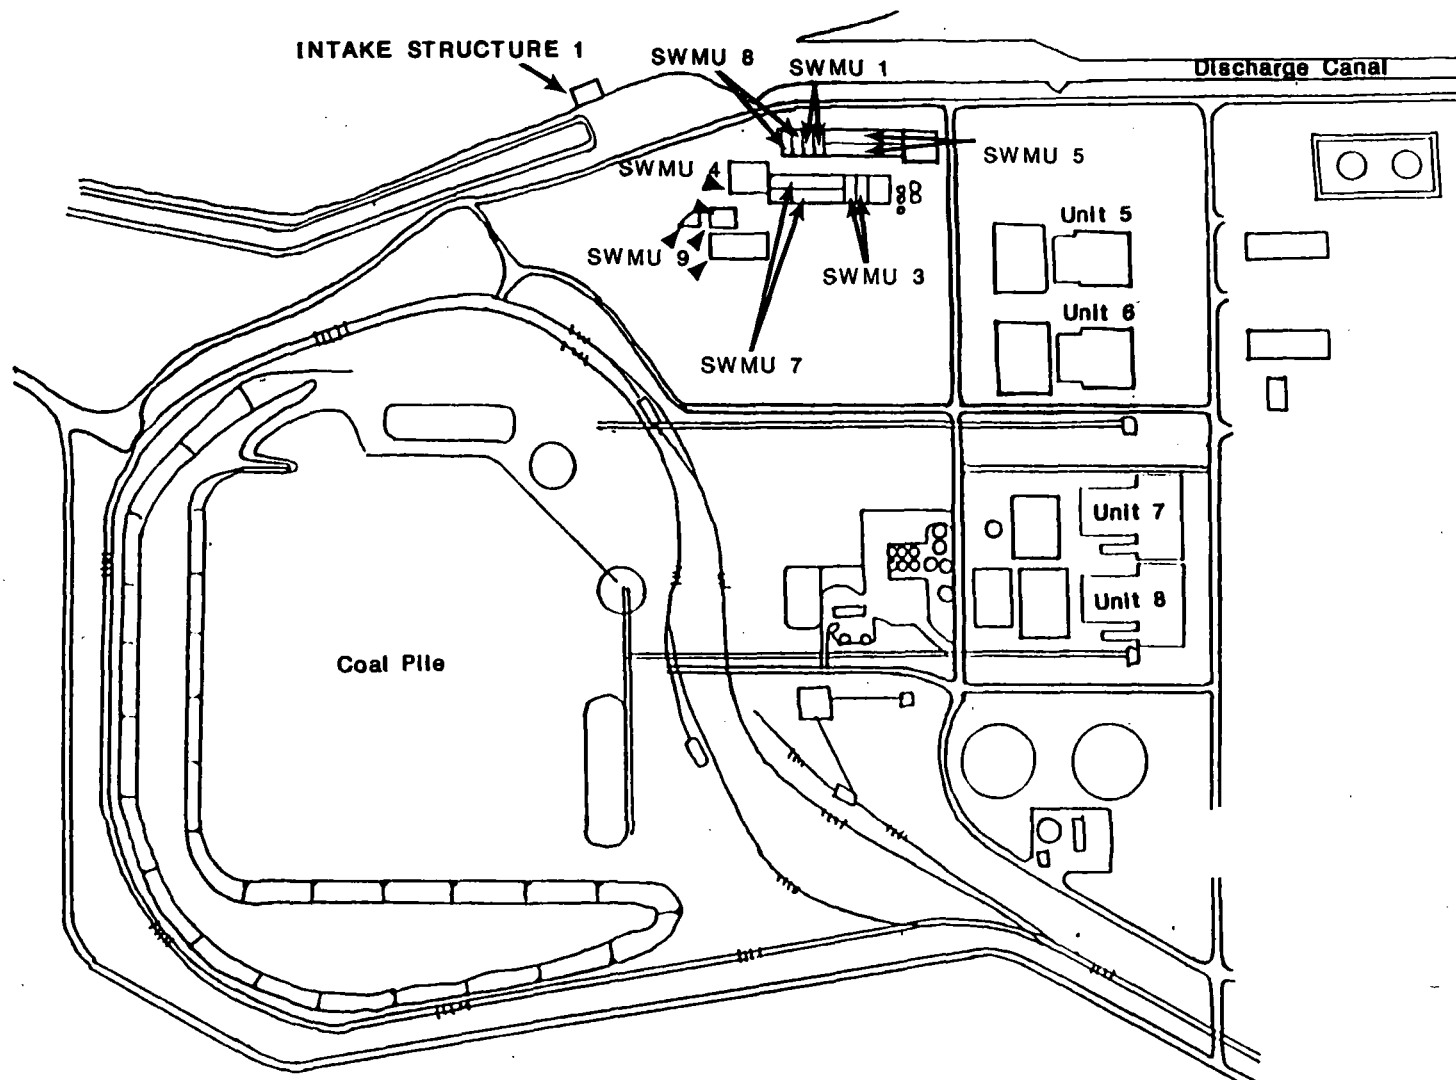 INTAKE STRUCTURE 1
SWMU 8
SWMU 1
Discharge Canal
SWMU 4
SWMU 5
Unit 5
SWMU 9
SWMU 3
Unit 6
SWMU 7
Unit 7
Unit 8
Coal Pile